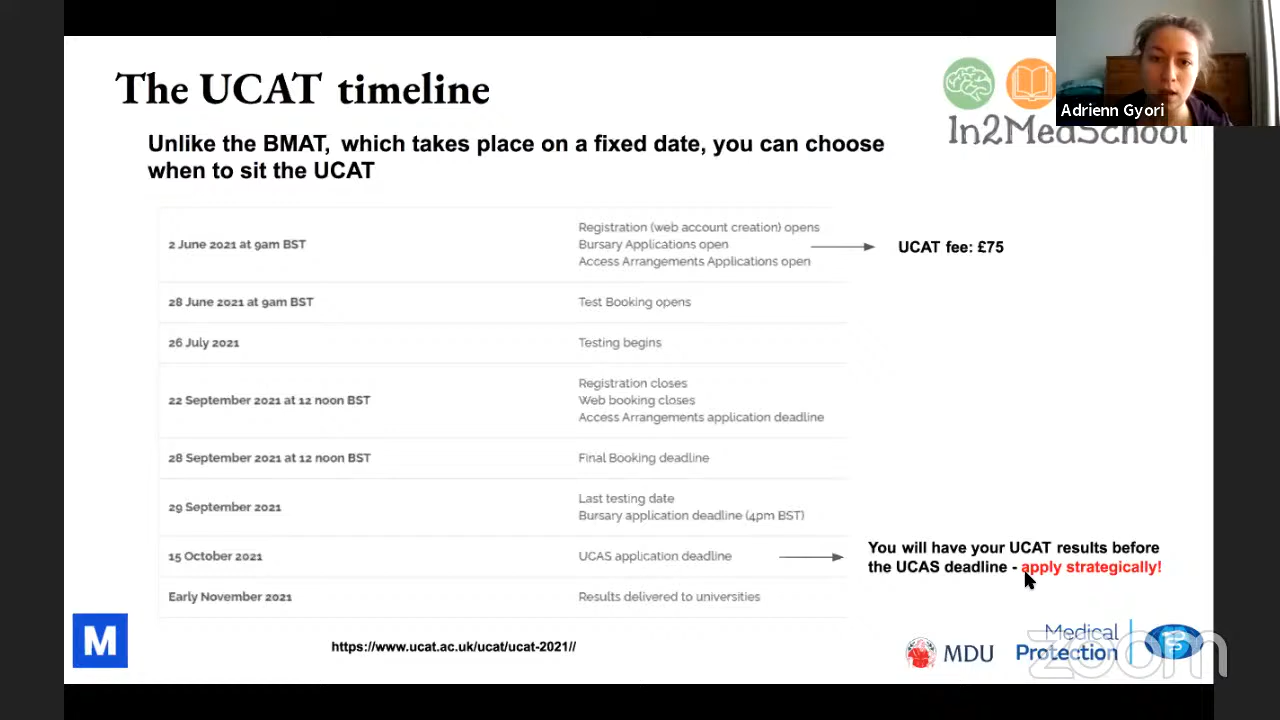 The UCAT timeline
Adrienn Gyori
In2MedSchool
Unlike the BMAT, which takes place on a fixed date, you can choose
when to sit the UCAT
2 June 2021 at 9am BST
Registration (web account creation) opens
Bursary Applications open
Access Arrangements Applications open
UCAT fee: £75
28 June 2021 at 9am BST
Test Booking opens
26 July 2021
Testing begins
22 September 2021 at 12 noon BST
Registration closes
Web booking closes
Access Arrangements application deadline
28 September 2021 at 12 noon BST
Final Booking deadline
29 September 2021
Last testing date
Bursary application deadline (4pm BST)
15 October 2021
UCAS application deadline
You will have your UCAT results before
the UCAS deadline - apply strategically!
Early November 2021
Results delivered to universities
M
https://www.ucat.ac.uk/ucat/ucat-2021//
MDU
Medical
Protection
zoom